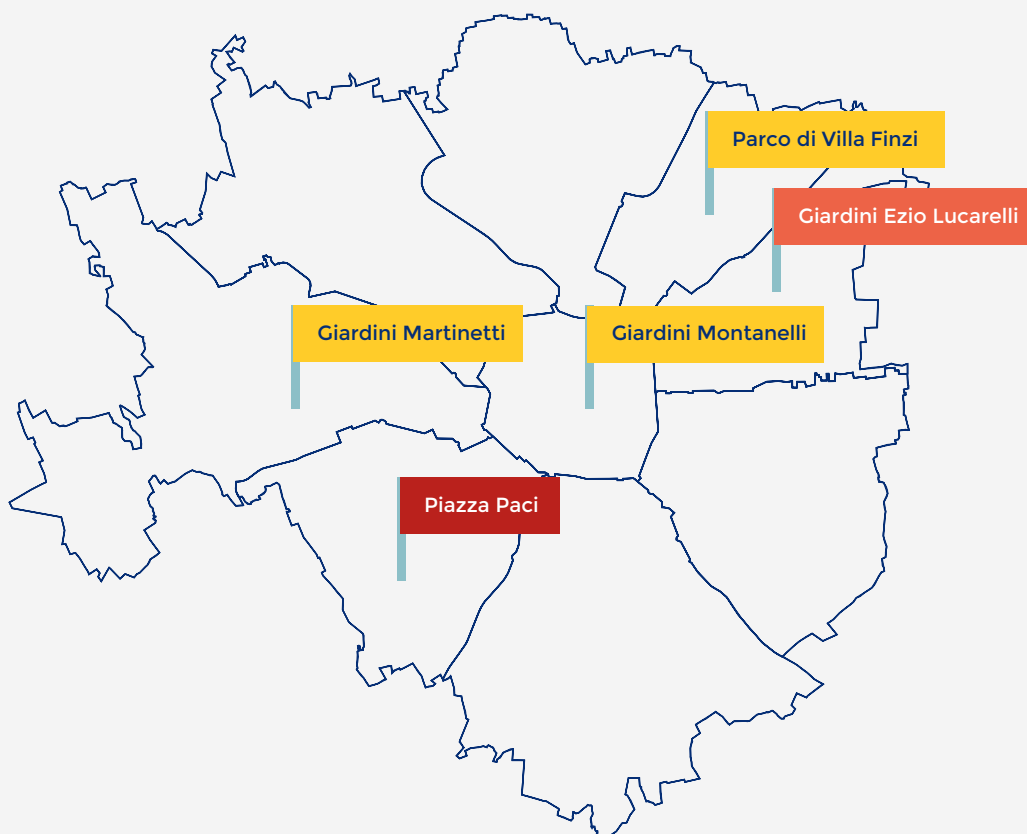 Parco di Villa Finzi
Giardini Ezio Lucarelli
Giardini Martinetti
Giardini Montanelli
Piazza Paci